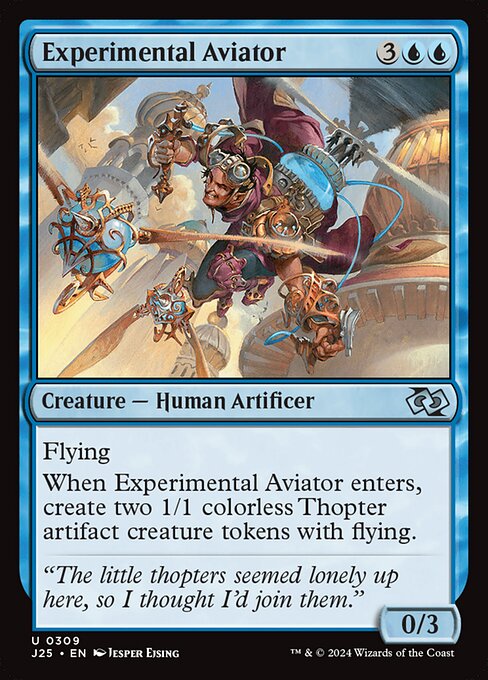 Experimental Aviator 3
Creature — Human Artificer
Flying
When Experimental Aviator enters,
create two 1/1 colorless Thopter
artifact creature tokens with flying.
“The little thopters seemed lonely up
here, so I thought I’d join them.”
0/3
U 0309
J25 • EN Jesper Ejsing
™ & © 2024 Wizards of the Coast